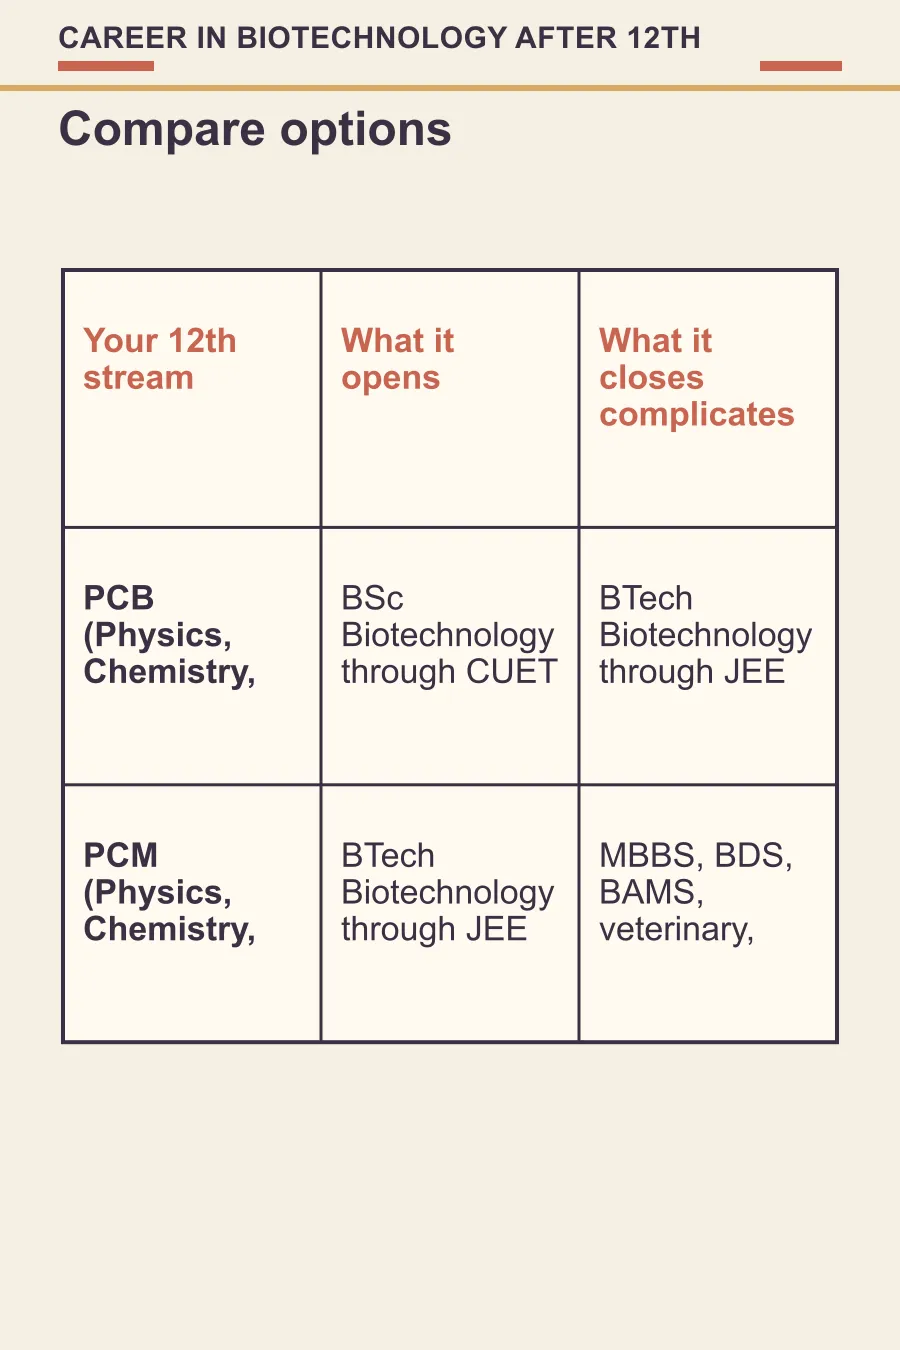 CAREER IN BIOTECHNOLOGY AFTER 12TH
Compare options
Your 12th
stream
What it
opens
What it
closes
complicates
PCB
(Physics,
Chemistry,
BSc
Biotechnology
through CUET
BTech
Biotechnology
through JEE
PCM
(Physics,
Chemistry,
BTech
Biotechnology
through JEE
MBBS, BDS,
BAMS,
veterinary,